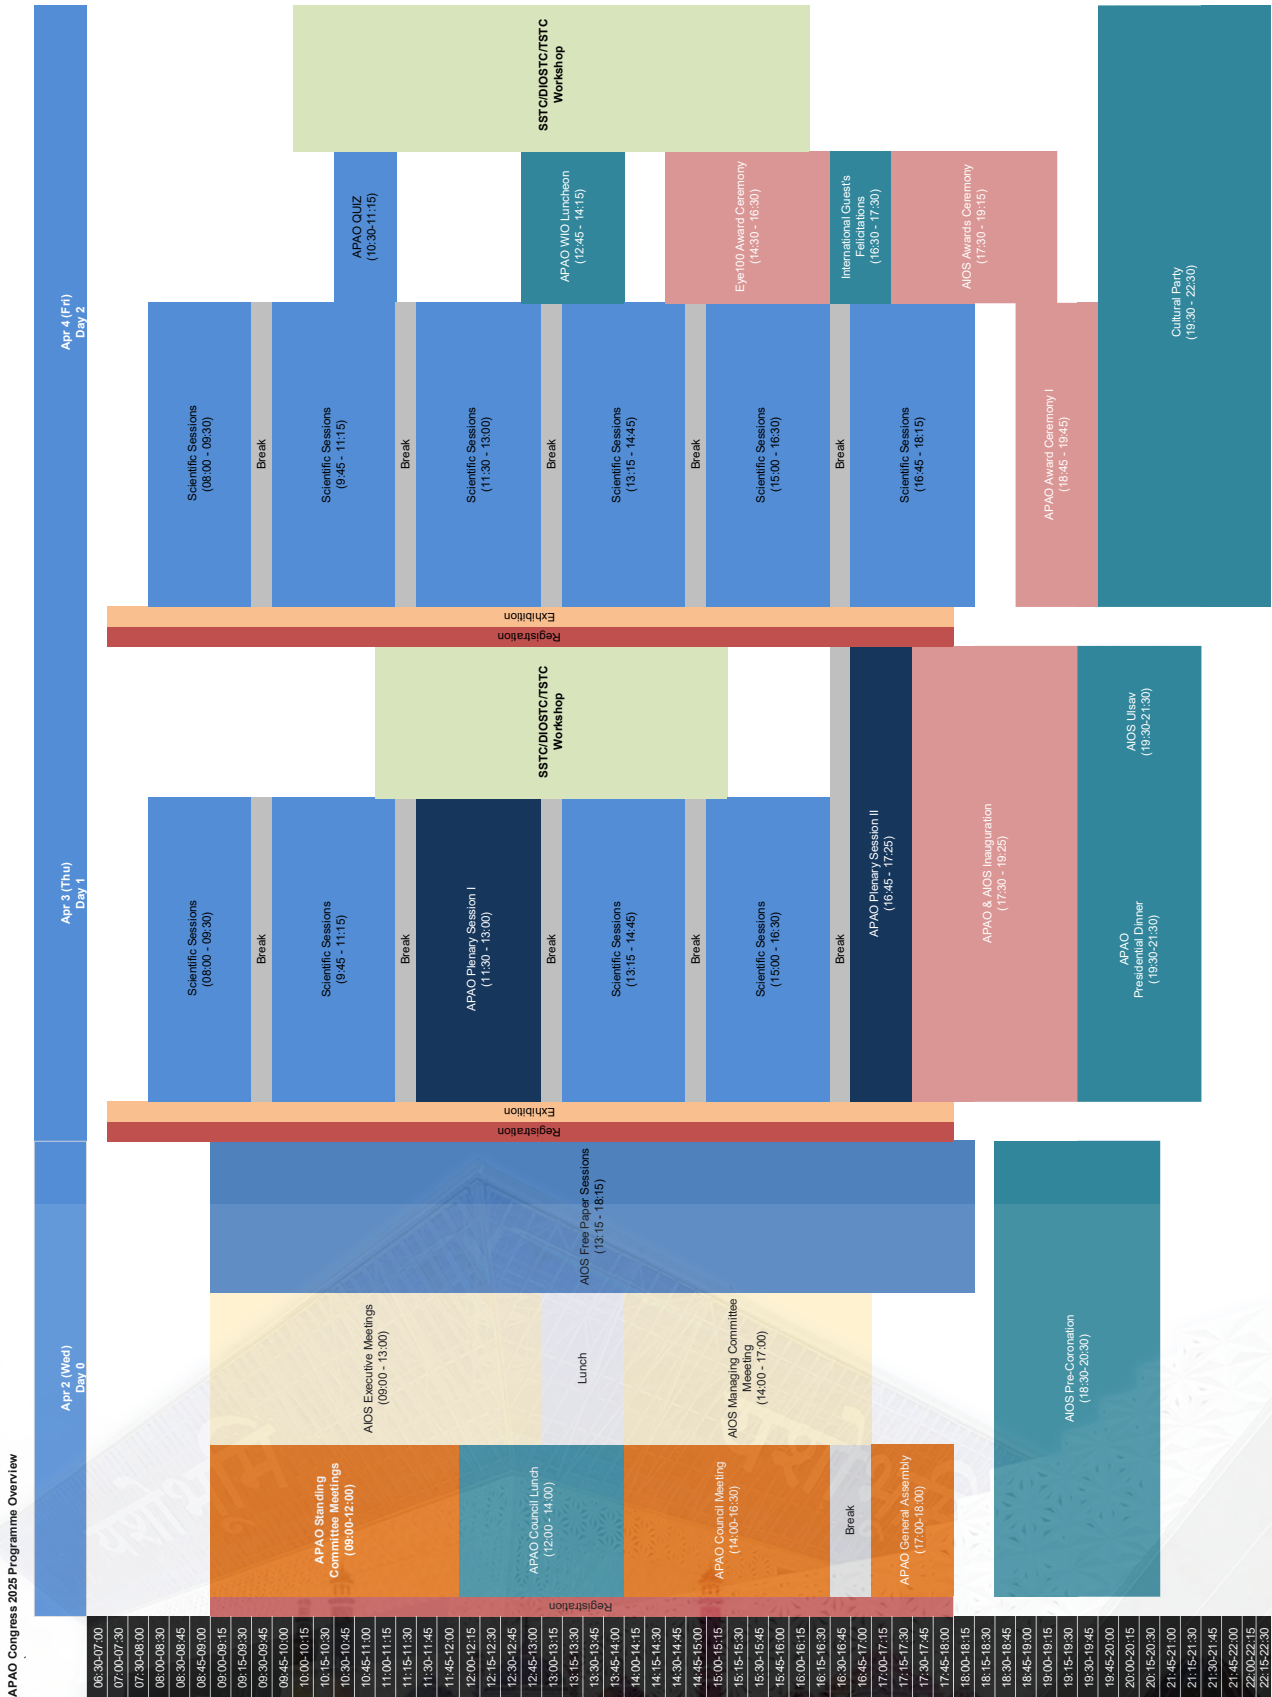 APAO Congress 2025 Programme Overview
Apr 2 (Wed)
Day 0
Apr 3 (Thu)
Day 1
Apr 4 (Fri)
Day 2
06:30-07:00
07:00-07:30
07:30-08:00
08:00-08:30
08:30-08:45
08:45-09:00
09:00-09:15
09:15-09:30
09:30-09:45
09:45-10:00
10:00-10:15
10:15-10:30
10:30-10:45
10:45-11:00
11:00-11:15
11:15-11:30
11:30-11:45
11:45-12:00
12:00-12:15
12:15-12:30
12:30-12:45
12:45-13:00
13:00-13:15
13:15-13:30
13:30-13:45
13:45-14:00
14:00-14:15
14:15-14:30
14:30-14:45
14:45-15:00
15:00-15:15
15:15-15:30
15:30-15:45
15:45-16:00
16:00-16:15
16:15-16:30
16:30-16:45
16:45-17:00
17:00-17:15
17:15-17:30
17:30-17:45
17:45-18:00
18:00-18:15
18:15-18:30
18:30-18:45
18:45-19:00
19:00-19:15
19:15-19:30
19:30-19:45
19:45-20:00
20:00-20:15
20:15-20:30
21:45-21:00
21:15-21:30
21:30-21:45
21:45-22:00
22:00-22:15
22:15-22:30
Registration
APAO Standing
Committee Meetings
(09:00-12:00)
APAO Council Lunch
(12:00 - 14:00)
APAO Council Meeting
(14:00-16:30)
Break
APAO General Assembly
(17:00-18:00)
AIOS Executive Meetings
(09:00 - 13:00)
Lunch
AIOS Managing Committee
Meeeting
(14:00 - 17:00)
AIOS Free Paper Sessions
(13:15 - 18:15)
AIOS Pre-Coronation
(18:30-20:30)
Registration
Exhibition
Scientific Sessions
(08:00 - 09:30)
Break
Scientific Sessions
(9:45 - 11:15)
Break
APAO Plenary Session I
(11:30 - 13:00)
Break
Scientific Sessions
(13:15 - 14:45)
Break
Scientific Sessions
(15:00 - 16:30)
Break
APAO Plenary Session II
(16:45 - 17:25)
APAO & AIOS Inauguration
(17:30 - 19:25)
APAO
Presidential Dinner
(19:30-21:30)
AIOS Ulsav
(19:30-21:30)
SSTC/DIOSTC/TSTC
Workshop
Registration
Exhibition
Scientific Sessions
(08:00 - 09:30)
Break
Scientific Sessions
(9:45 - 11:15)
Break
Scientific Sessions
(11:30 - 13:00)
Break
Scientific Sessions
(13:15 - 14:45)
Break
Scientific Sessions
(15:00 - 16:30)
Break
Scientific Sessions
(16:45 - 18:15)
APAO Award Ceremony I
(18:45 - 19:45)
APAO QUIZ
(10:30-11:15)
APAO WIO Luncheon
(12:45 - 14:15)
Eye100 Award Ceremony
(14:30 - 16:30)
International Guest's
Felicitations
(16:30 - 17:30)
AIOS Awards Ceremony
(17:30 - 19:15)
SSTC/DIOSTC/TSTC
Workshop
Cultural Party
(19:30 - 22:30)